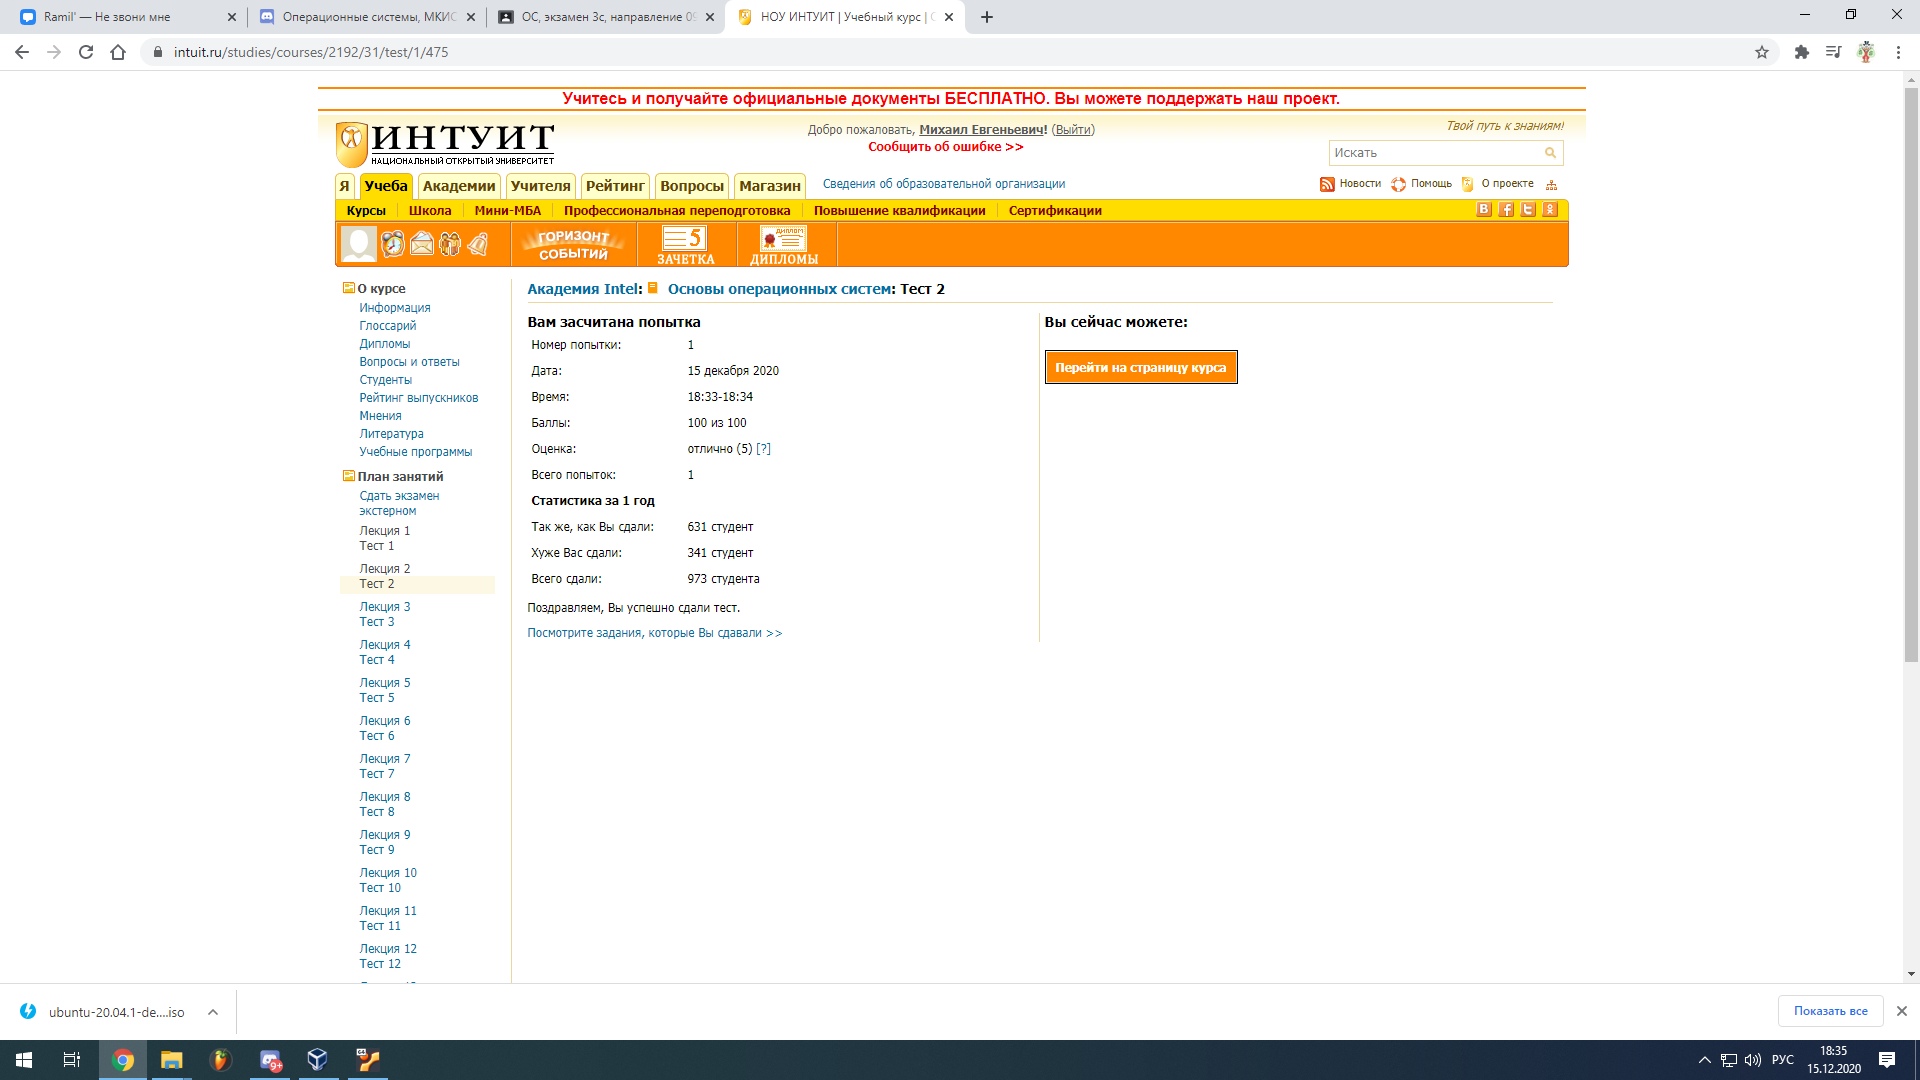 Ramil' — Не звони мне
Операционные системы, МКИС
ОС, экзамен 3с, направление 09
НОУ ИНТУИТ | Учебный курс | О
intuit.ru/studies/courses/2192/31/test/1/475
Учитесь и получайте официальные документы БЕСПЛАТНО. Вы можете поддержать наш проект.
ИНТУИТ
НАЦИОНАЛЬНЫЙ ОТКРЫТЫЙ УНИВЕРСИТЕТ
Добро пожаловать, Михаил Евгеньевич! (Выйти)
Сообщить об ошибке >>
Твой путь к знаниям!
Искать
Я Учеба Академии Учителя Рейтинг Вопросы Магазин Сведения об образовательной организации
Новости Помощь О проекте
Курсы Школа Мини-МБА Профессиональная переподготовка Повышение квалификации Сертификации
ГОРИЗОНТ
СОБЫТИЙ
5
ЗАЧЕТКА
ДИПЛОМ
ДИПЛОМЫ
О курсе
Информация
Глоссарий
Дипломы
Вопросы и ответы
Студенты
Рейтинг выпускников
Мнения
Литература
Учебные программы
План занятий
Сдать экзамен
экстерном
Лекция 1
Тест 1
Лекция 2
Тест 2
Лекция 3
Тест 3
Лекция 4
Тест 4
Лекция 5
Тест 5
Лекция 6
Тест 6
Лекция 7
Тест 7
Лекция 8
Тест 8
Лекция 9
Тест 9
Лекция 10
Тест 10
Лекция 11
Тест 11
Лекция 12
Тест 12
Академия Intel: Основы операционных систем: Тест 2
Вам засчитана попытка
Номер попытки: 1
Дата: 15 декабря 2020
Время: 18:33-18:34
Баллы: 100 из 100
Оценка: отлично (5) [?]
Всего попыток: 1
Статистика за 1 год
Так же, как Вы сдали: 631 студент
Хуже Вас сдали: 341 студент
Всего сдали: 973 студента
Поздравляем, Вы успешно сдали тест.
Посмотрите задания, которые Вы сдавали >>
Вы сейчас можете:
Перейти на страницу курса
ubuntu-20.04.1-de....iso
Показать все
9+
64
РУС
18:35
15.12.2020